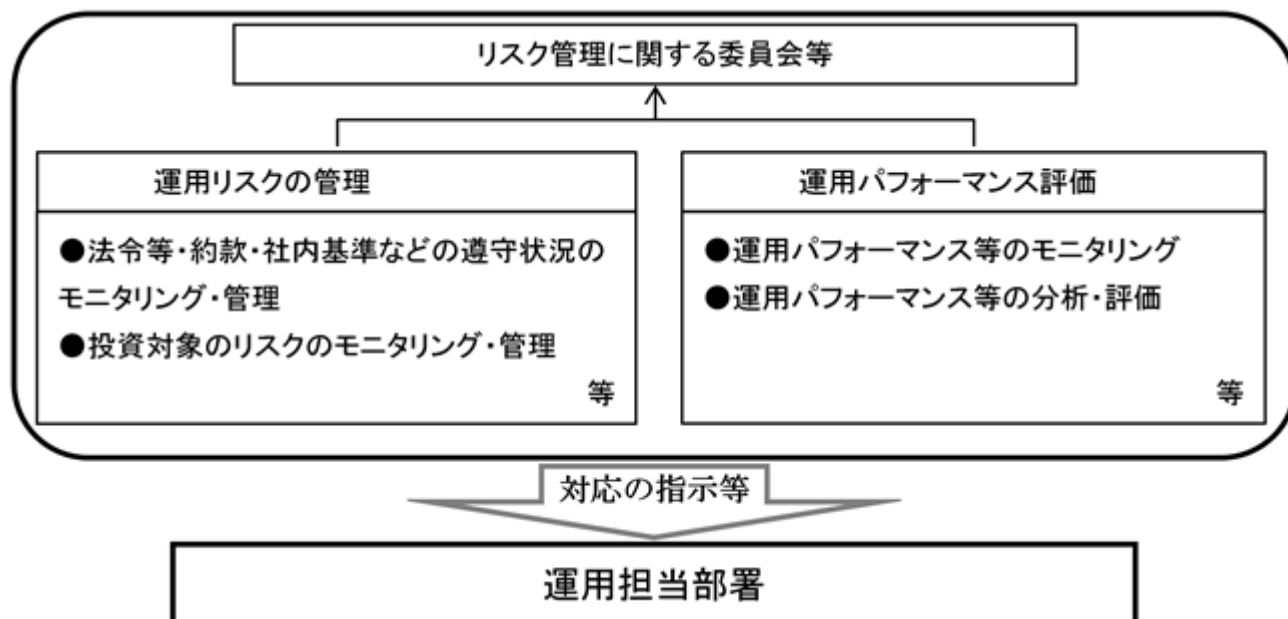 リスク管理に関する委員会等
運用リスクの管理
●法令等・約款・社内基準などの遵守状況の
モニタリング・管理
●投資対象のリスクのモニタリング・管理
等
運用パフォーマンス評価
●運用パフォーマンス等のモニタリング
●運用パフォーマンス等の分析・評価
等
対応の指示等
運用担当部署